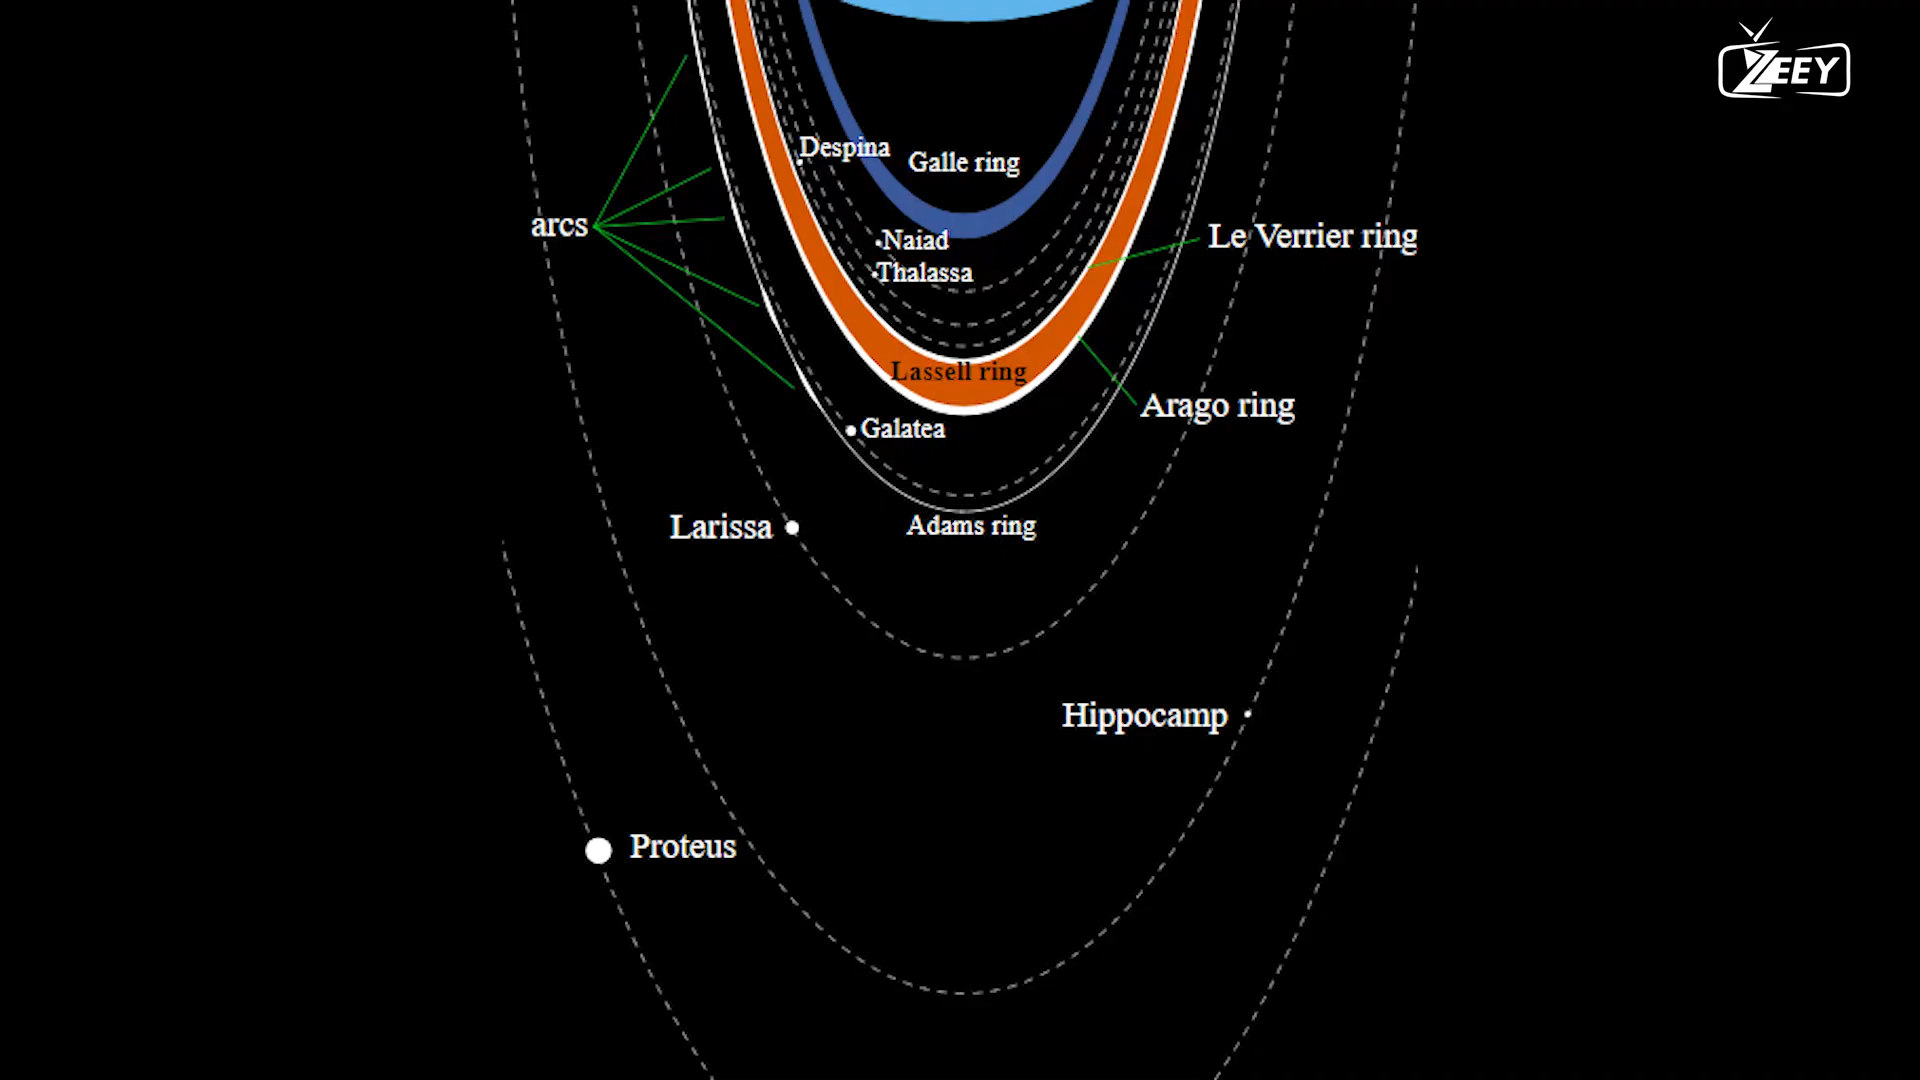 ZEEY
Despina
Galle ring
arcs
Naiad
Le Verrier ring
Thalassa
Lassell ring
Arago ring
Galatea
Larissa
Adams ring
Hippocamp
Proteus